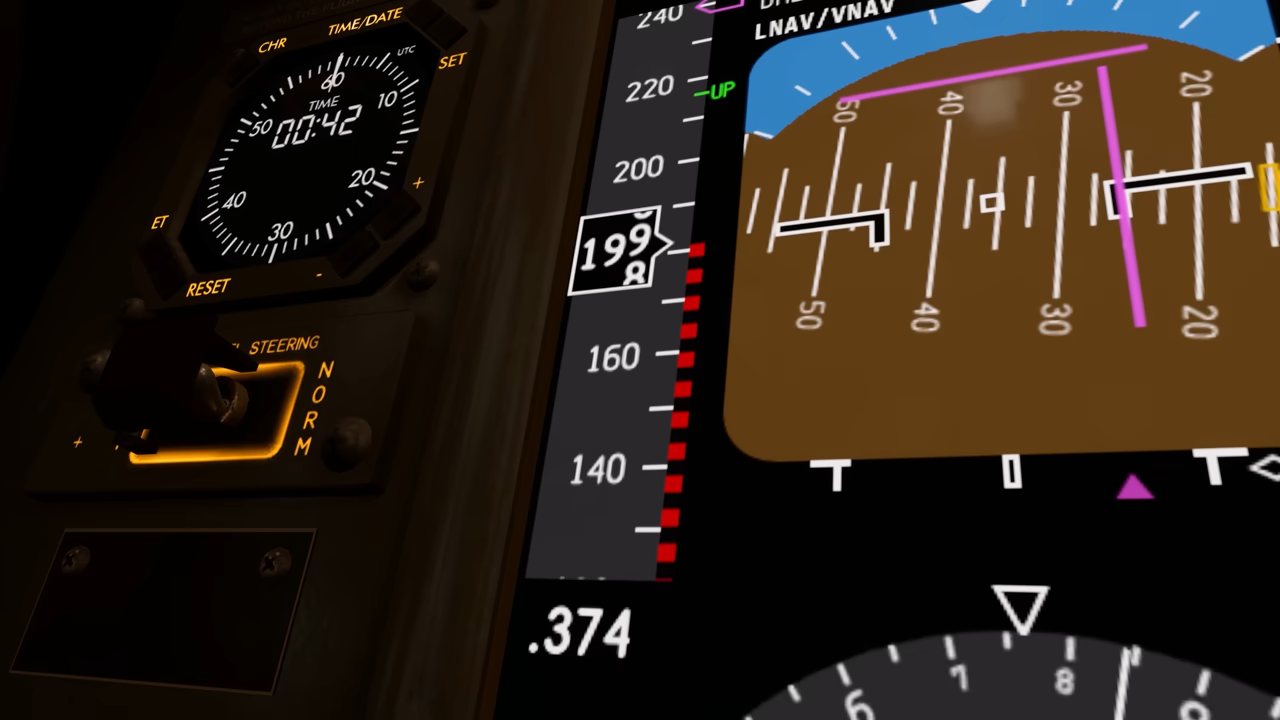 CHR
TIME/DATE
SET
UTC
60
10
TIME
00:42
50
20
+
40
30
ET
-
RESET
STEERING
N
O
R
M
+
240
LNAV/VNAV
220
UP
200
199
8
160
140
.374
50
40
30
20
50
40
30
20
6
7
8